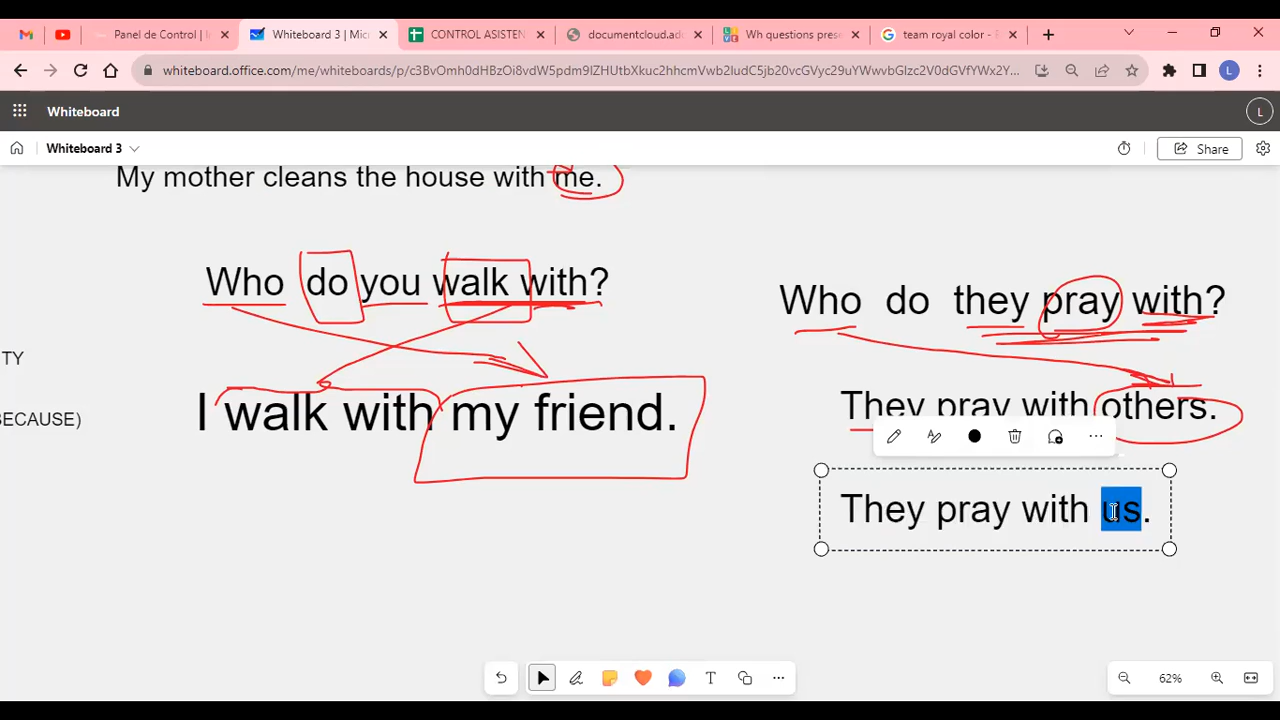 Panel de Control | I
Whiteboard 3 | Mic
CONTROL ASISTEN
documentcloud.ad
Wh questions pres
team royal color -
whiteboard.office.com/me/whiteboards/p/c3BvOmh0dHBzOi8vdW5pdm9lZHUtbXkuc2hhcmVwb2ludC5jb20vcGVyc29uYWwvbGlzc2V0dGVfYWx2Y...
L
Whiteboard
L
Whiteboard 3
Share
My mother cleans the house with me.
Who do you walk with?
Who do they pray with?
TY
I walk with my friend.
They pray with others.
BECAUSE)
They pray with us.
T
62%